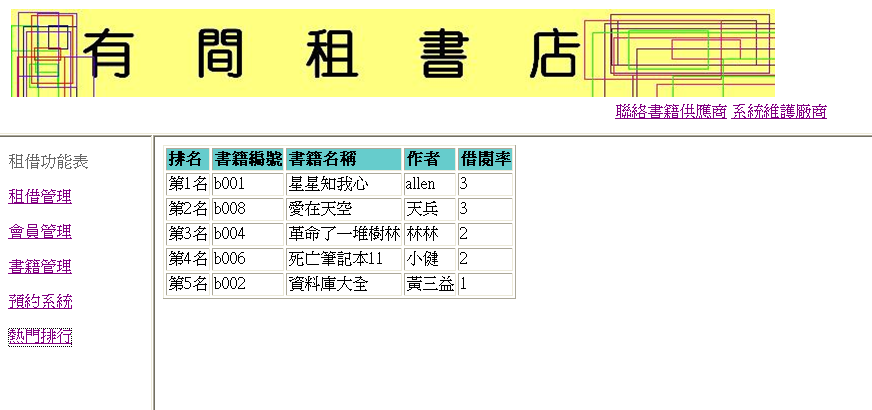 有間租書店
聯絡書籍供應商 系統維護廠商
租借功能表
租借管理
會員管理
書籍管理
預約系統
熱門排行
排名 書籍編號 書籍名稱 作者 借閱率
第1名 b001 星星知我心 allen 3
第2名 b008 愛在天空 天兵 3
第3名 b004 革命了一堆樹林 林林 2
第4名 b006 死亡筆記本11 小健 2
第5名 b002 資料庫大全 黃三益 1